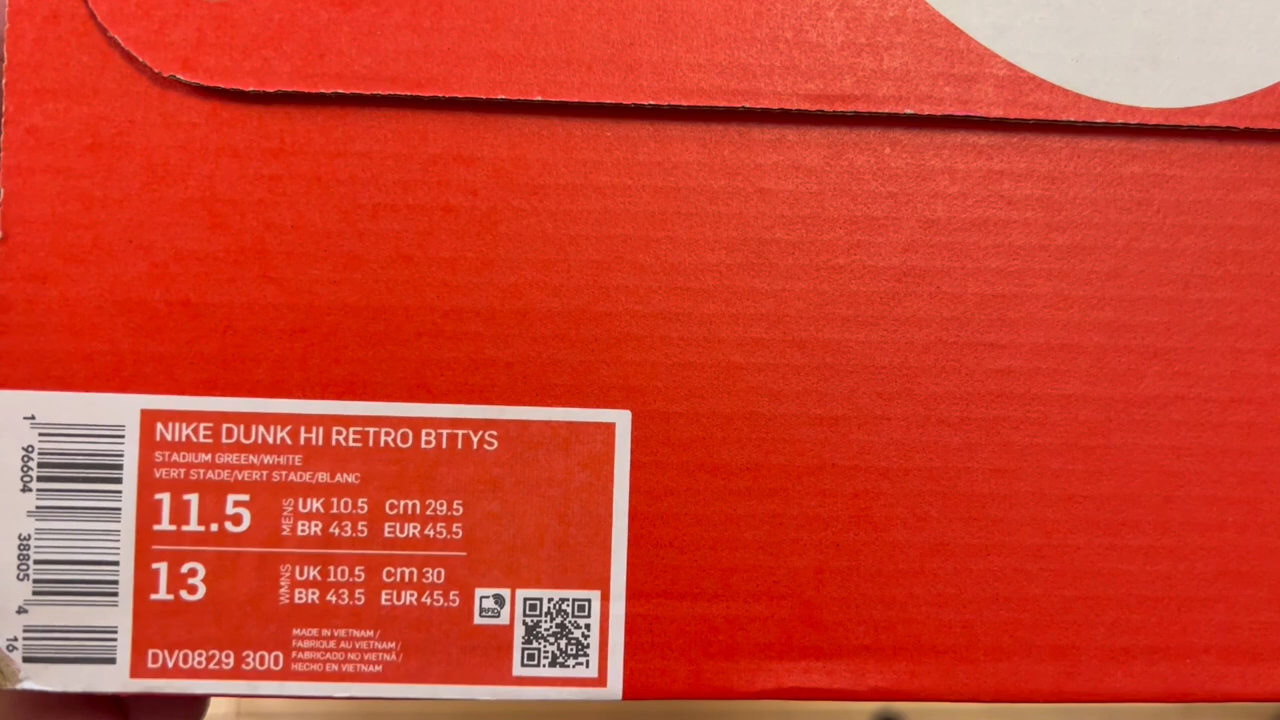 NIKE DUNK HI RETRO BTTYS
STADIUM GREEN/WHITE
VERT STADE/VERT STADE/BLANC
11.5 MENS UK 10.5 cm 29.5
BR 43.5 EUR 45.5
13 WMNS UK 10.5 cm 30
BR 43.5 EUR 45.5
RFID
DV0829 300
MADE IN VIETNAM /
FABRIQUE AU VIETNAM /
FABRICADO NO VIETNÃ /
HECHO EN VIETNAM
1 96604 38805 4 16